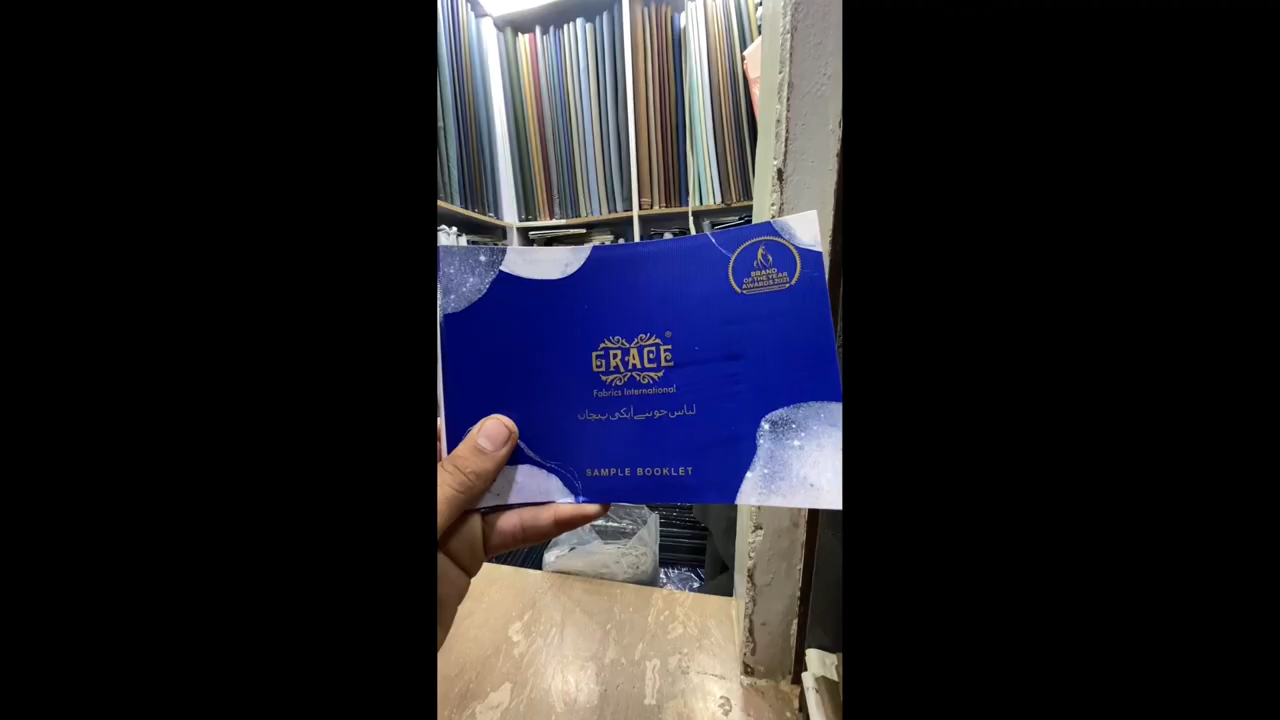 BRAND
OF THE YEAR
AWARDS 2021
GRACE®
Fabrics International
لباس جو بنے آپکی پہچان
SAMPLE BOOKLET